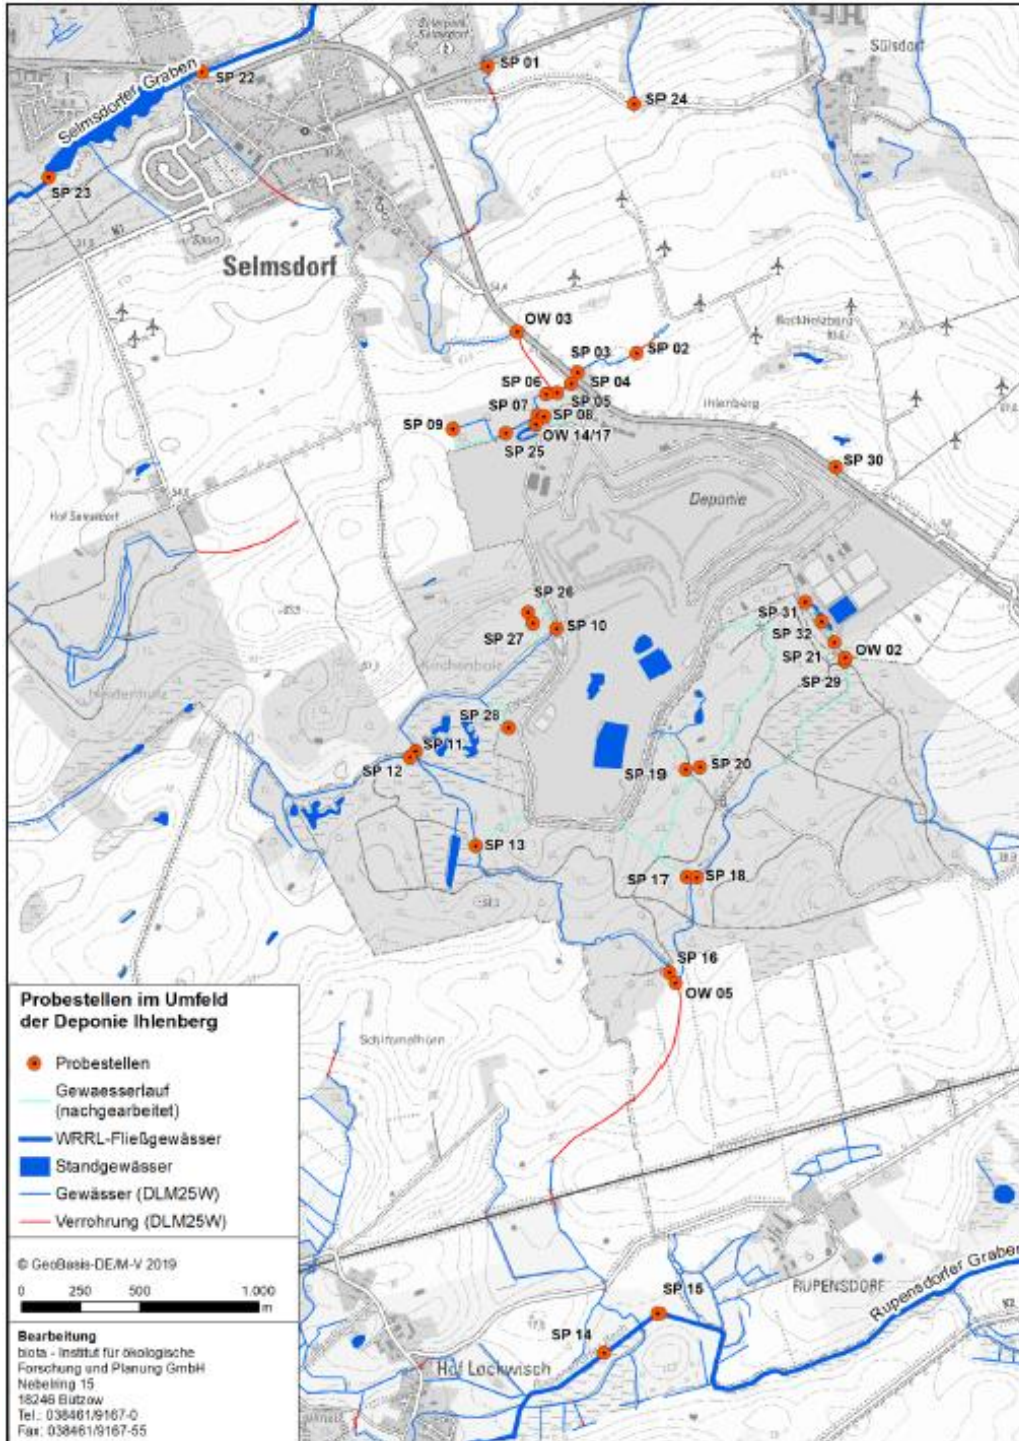 Sülsdorf
SP 01
SP 22
Selmsdorfer Graben
SP 24
SP 23
Selmsdorf
OW 03
SP 02
SP 03
SP 04
SP 06
SP 05
SP 07
SP 08
SP 09
OW 14/17
SP 25
Ihlenberg
SP 30
Deponie
SP 26
SP 31
SP 10
SP 27
SP 32
OW 02
SP 21
SP 29
SP 28
SP 11
SP 12
SP 20
SP 19
SP 13
SP 17
SP 18
SP 16
OW 05
Probestellen im Umfeld
der Deponie Ihlenberg
Probestellen
Gewaesserlauf
(nachgearbeitet)
WRRL-Fließgewässer
Standgewässer
Gewässer (DLM25W)
Verrohrung (DLM25W)
© GeoBasis-DE/M-V 2019
0 250 500 1.000
m
RUPENSDORF
Rupensdorfer Graben
SP 15
SP 14
Hof Lockwisch
Bearbeitung
biota - Institut für ökologische
Forschung und Planung GmbH
Nebelring 15
18246 Bützow
Tel.: 038461/9167-0
Fax: 038461/9167-55